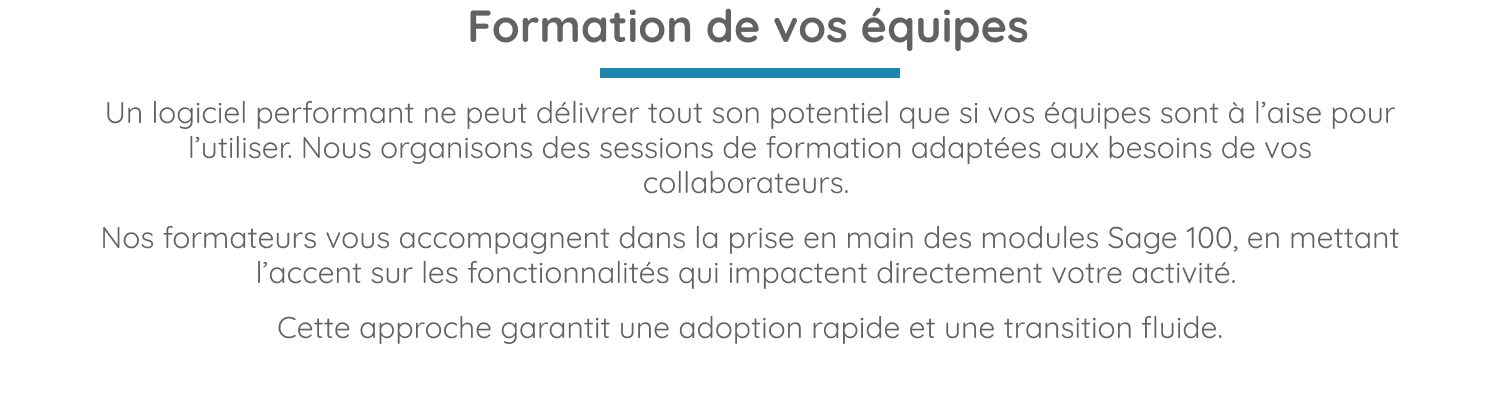 Formation de vos équipes
Un logiciel performant ne peut délivrer tout son potentiel que si vos équipes sont à l’aise pour
l’utiliser. Nous organisons des sessions de formation adaptées aux besoins de vos
collaborateurs.
Nos formateurs vous accompagnent dans la prise en main des modules Sage 100, en mettant
l’accent sur les fonctionnalités qui impactent directement votre activité.
Cette approche garantit une adoption rapide et une transition fluide.